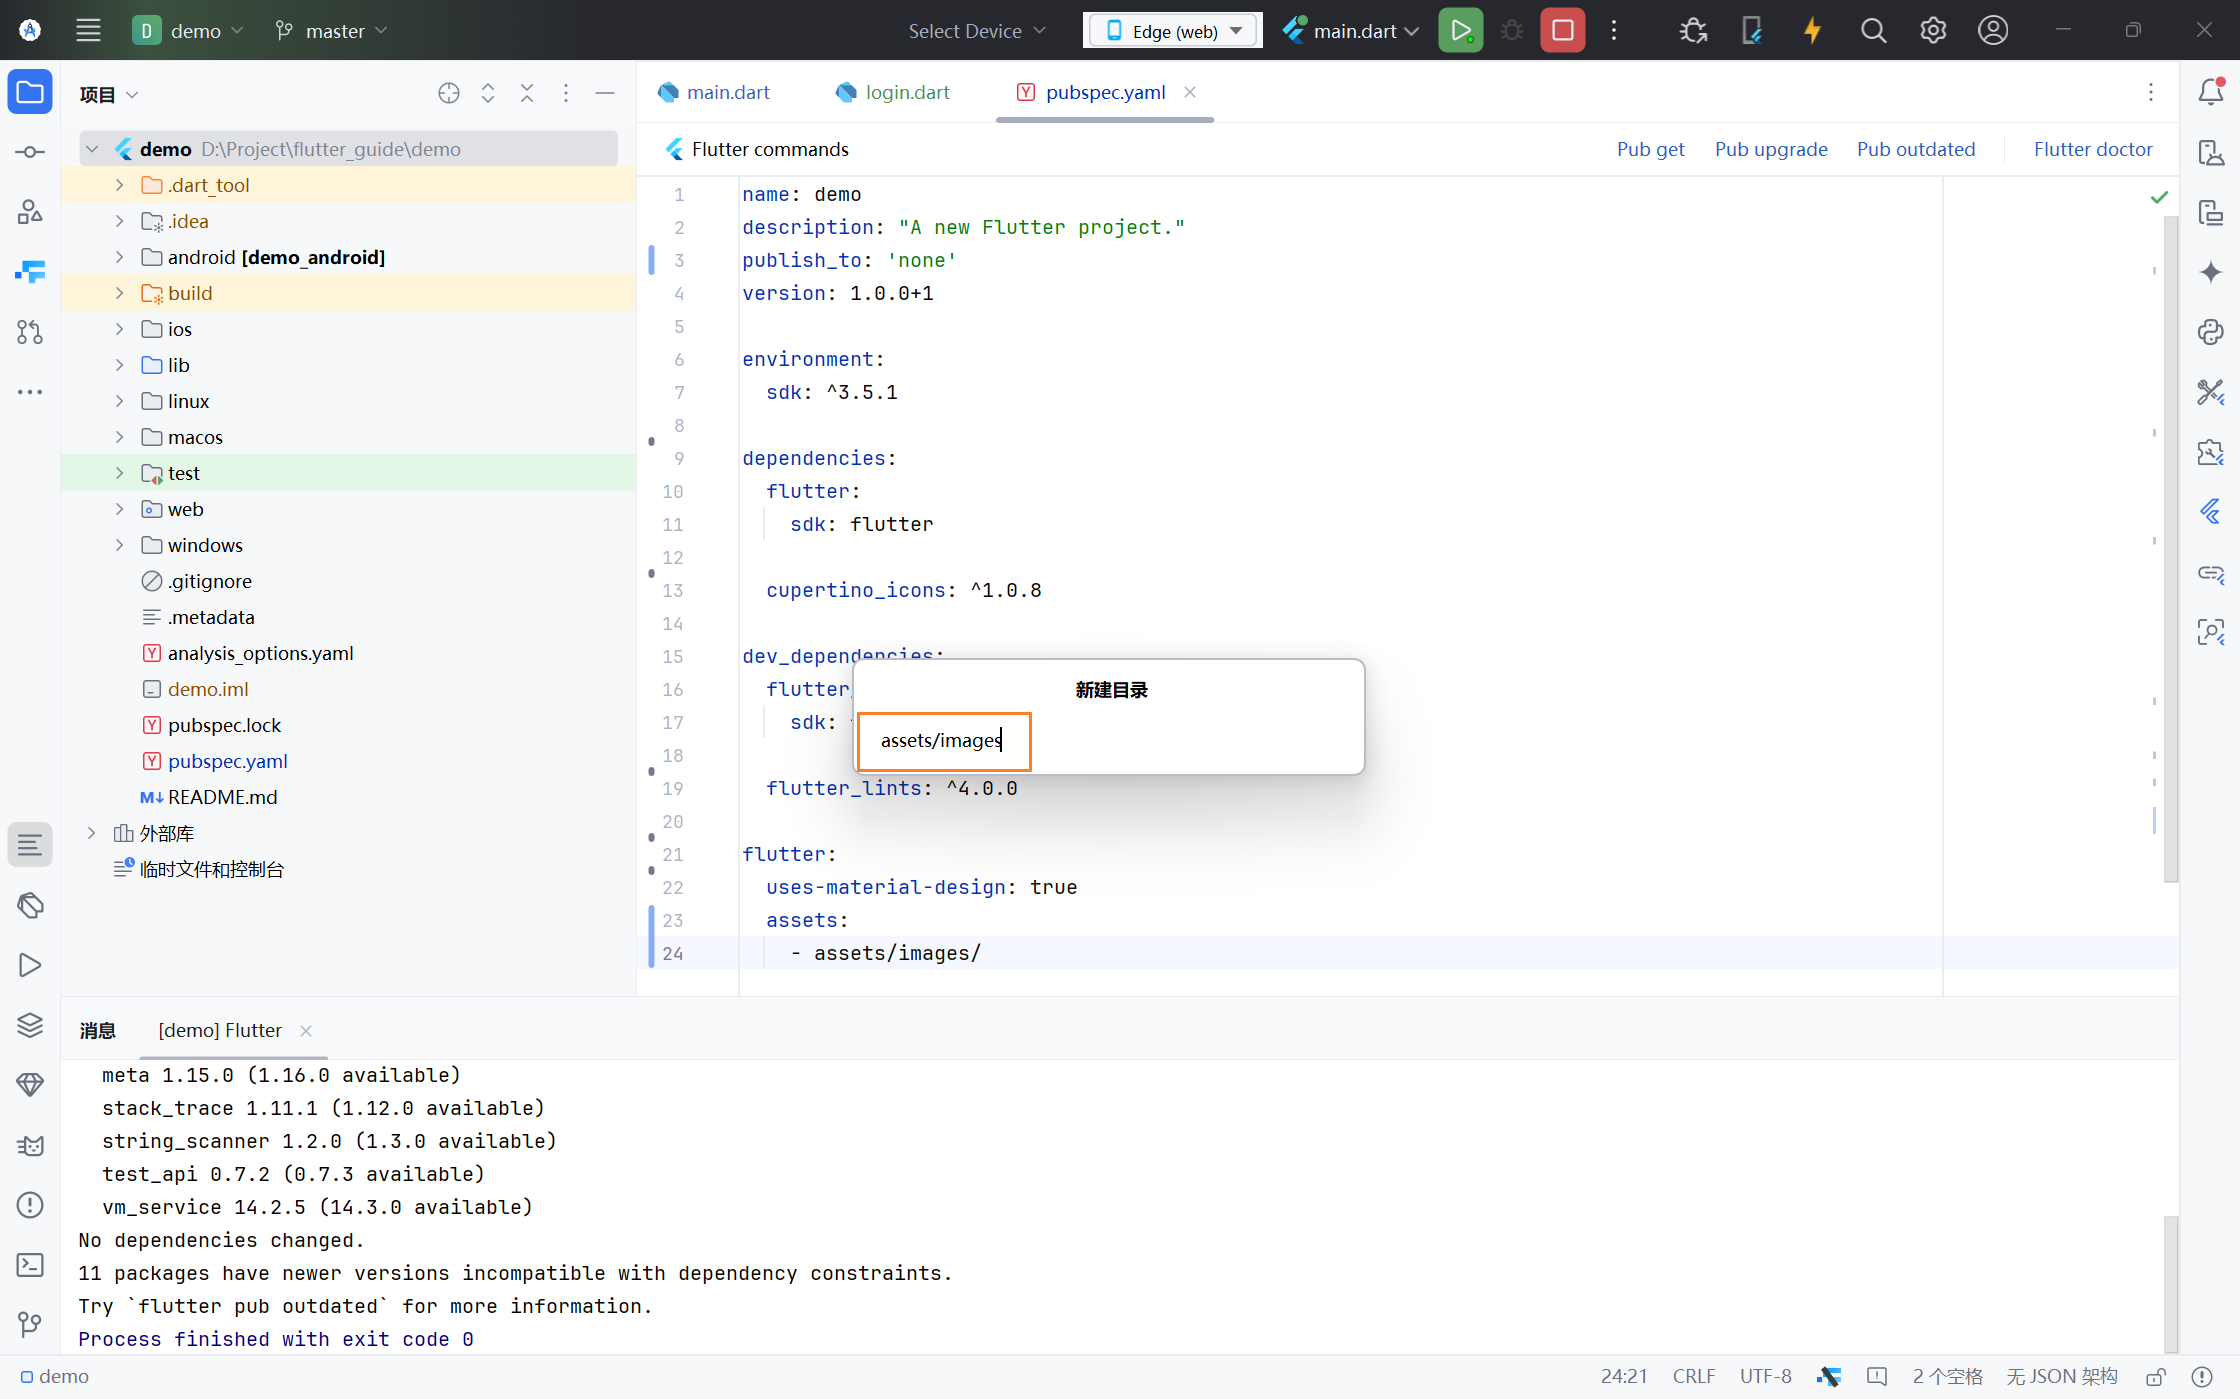 D demo master Select Device Edge (web) main.dart
项目
demo D:\Project\flutter_guide\demo
.dart_tool
.idea
android [demo_android]
build
ios
lib
linux
macos
test
web
windows
.gitignore
.metadata
analysis_options.yaml
demo.iml
pubspec.lock
pubspec.yaml
README.md
外部库
临时文件和控制台
main.dart login.dart pubspec.yaml
Flutter commands Pub get Pub upgrade Pub outdated Flutter doctor
1 name: demo
2 description: "A new Flutter project."
3 publish_to: 'none'
4 version: 1.0.0+1
5
6 environment:
7 sdk: ^3.5.1
8
9 dependencies:
10 flutter:
11 sdk: flutter
12
13 cupertino_icons: ^1.0.8
14
15 dev_dependencies:
16 flutter_
17 sdk:
18
19 flutter_lints: ^4.0.0
20
21 flutter:
22 uses-material-design: true
23 assets:
24 - assets/images/
新建目录
assets/images
消息 [demo] Flutter
meta 1.15.0 (1.16.0 available)
stack_trace 1.11.1 (1.12.0 available)
string_scanner 1.2.0 (1.3.0 available)
test_api 0.7.2 (0.7.3 available)
vm_service 14.2.5 (14.3.0 available)
No dependencies changed.
11 packages have newer versions incompatible with dependency constraints.
Try `flutter pub outdated` for more information.
Process finished with exit code 0
demo 24:21 CRLF UTF-8 2 个空格 无 JSON 架构